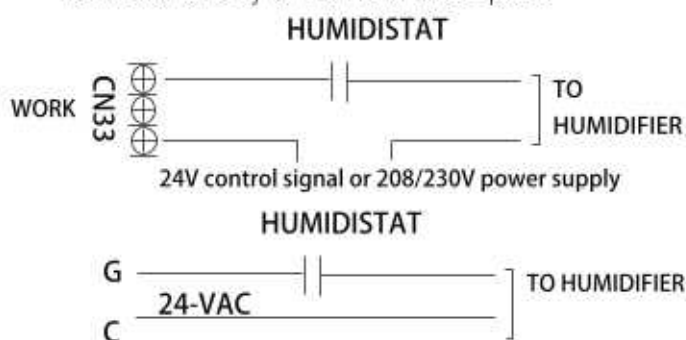 HUMIDISTAT
WORK
CN33
TO
HUMIDIFIER
24V control signal or 208/230V power supply
HUMIDISTAT
G
TO HUMIDIFIER
24-VAC
C